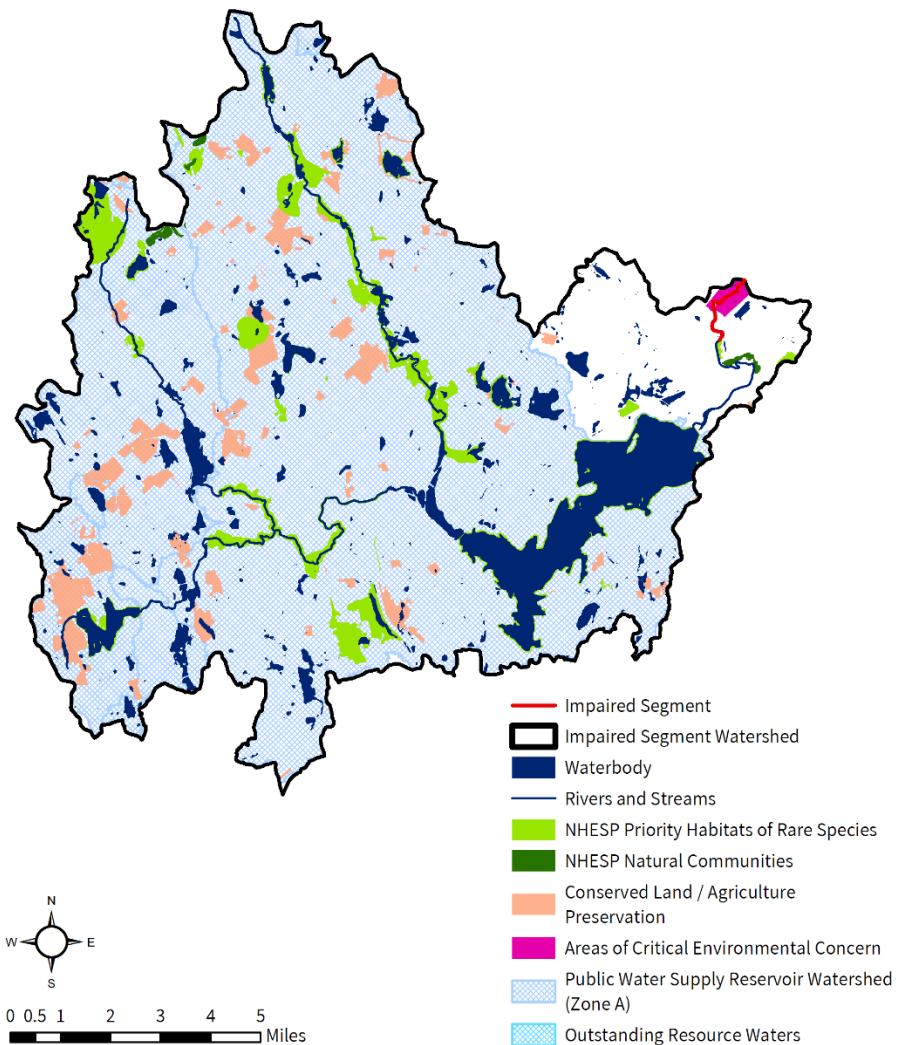 Impaired Segment
Impaired Segment Watershed
Waterbody
Rivers and Streams
NHESP Priority Habitats of Rare Species
NHESP Natural Communities
Conserved Land / Agriculture
Preservation
Areas of Critical Environmental Concern
Public Water Supply Reservoir Watershed
(Zone A)
Outstanding Resource Waters
N
W E
S
0 0.5 1 2 3 4 5
Miles